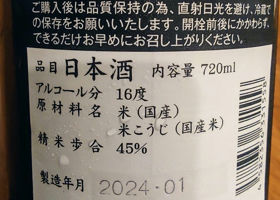 ご購入後は品質保持の為、直射日光を避け、冷蔵で
の保存をお願いいたします。開栓前後にかかわらず、
できるだけお早めにお召し上がりください。
品目 日本酒 内容量 720ml
アルコール分 16度
原材料名 米(国産)
米こうじ(国産米)
精米歩合 45%
製造年月 2024・01